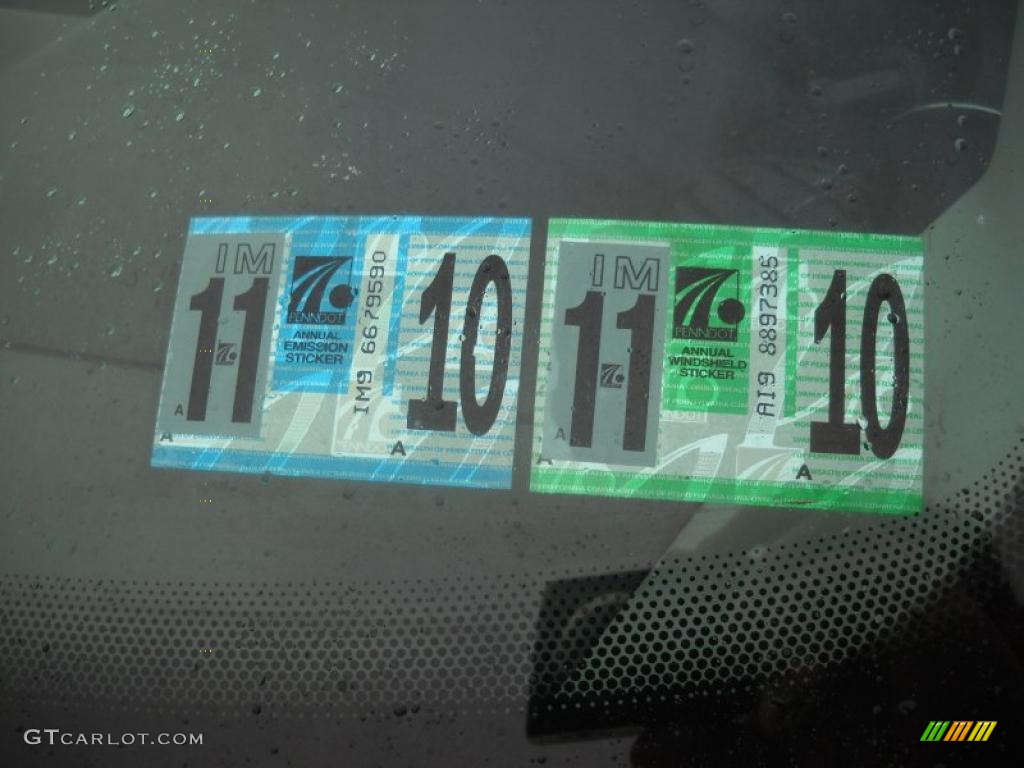 IM
11
A
A
PENNDOT
ANNUAL
EMISSION
STICKER
IM9 6679590
10
A
IM
11
A
A
PENNDOT
ANNUAL
WINDSHIELD
STICKER
AI9 8897385
10
A
GTCARLOT.COM